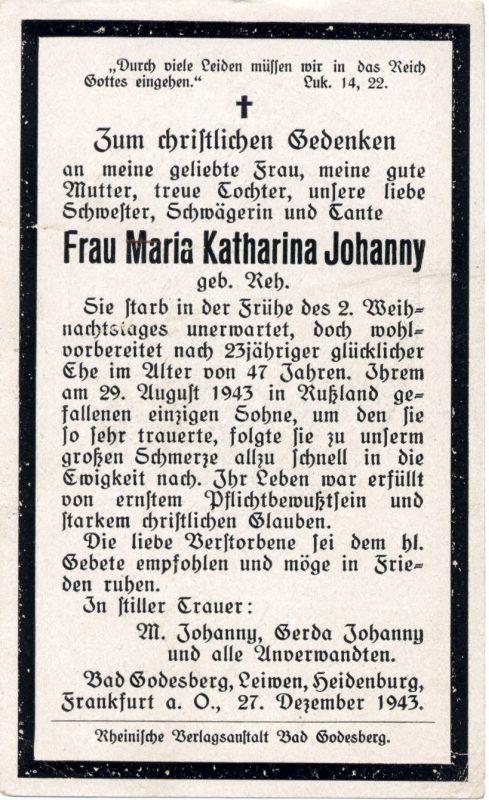 „Durch viele Leiden müssen wir in das Reich
Gottes eingehen.“ Luk. 14, 22.
Zum christlichen Gedenken
an meine geliebte Frau, meine gute
Mutter, treue Tochter, unsere liebe
Schwester, Schwägerin und Tante
Frau Maria Katharina Johanny
geb. Reh.
Sie starb in der Frühe des 2. Weih-
nachtstages unerwartet, doch wohl-
vorbereitet nach 23jähriger glücklicher
Ehe im Alter von 47 Jahren. Ihrem
am 29. August 1943 in Rußland ge-
fallenen einzigen Sohne, um den sie
so sehr trauerte, folgte sie zu unserm
großen Schmerze allzu schnell in die
Ewigkeit nach. Ihr Leben war erfüllt
von ernstem Pflichtbewußtsein und
starkem christlichen Glauben.
Die liebe Verstorbene sei dem hl.
Gebete empfohlen und möge in Frie-
den ruhen.
In stiller Trauer:
M. Johanny, Gerda Johanny
und alle Anverwandten.
Bad Godesberg, Leiwen, Heidenburg,
Frankfurt a. O., 27. Dezember 1943.
Rheinische Verlagsanstalt Bad Godesberg.